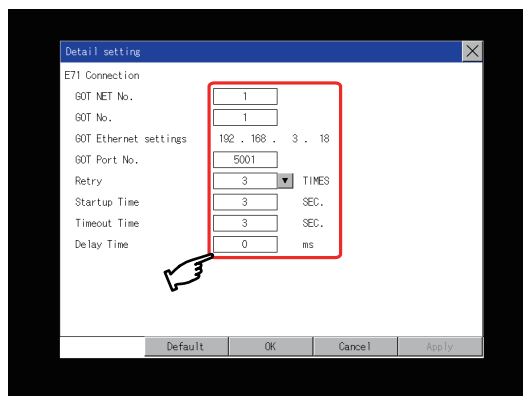 Detail setting
E71 Connection
GOT NET No. 1
GOT No. 1
GOT Ethernet settings 192 . 168 . 3 . 18
GOT Port No. 5001
Retry 3 ▼ TIMES
Startup Time 3 SEC.
Timeout Time 3 SEC.
Delay Time 0 ms
Default OK Cancel Apply